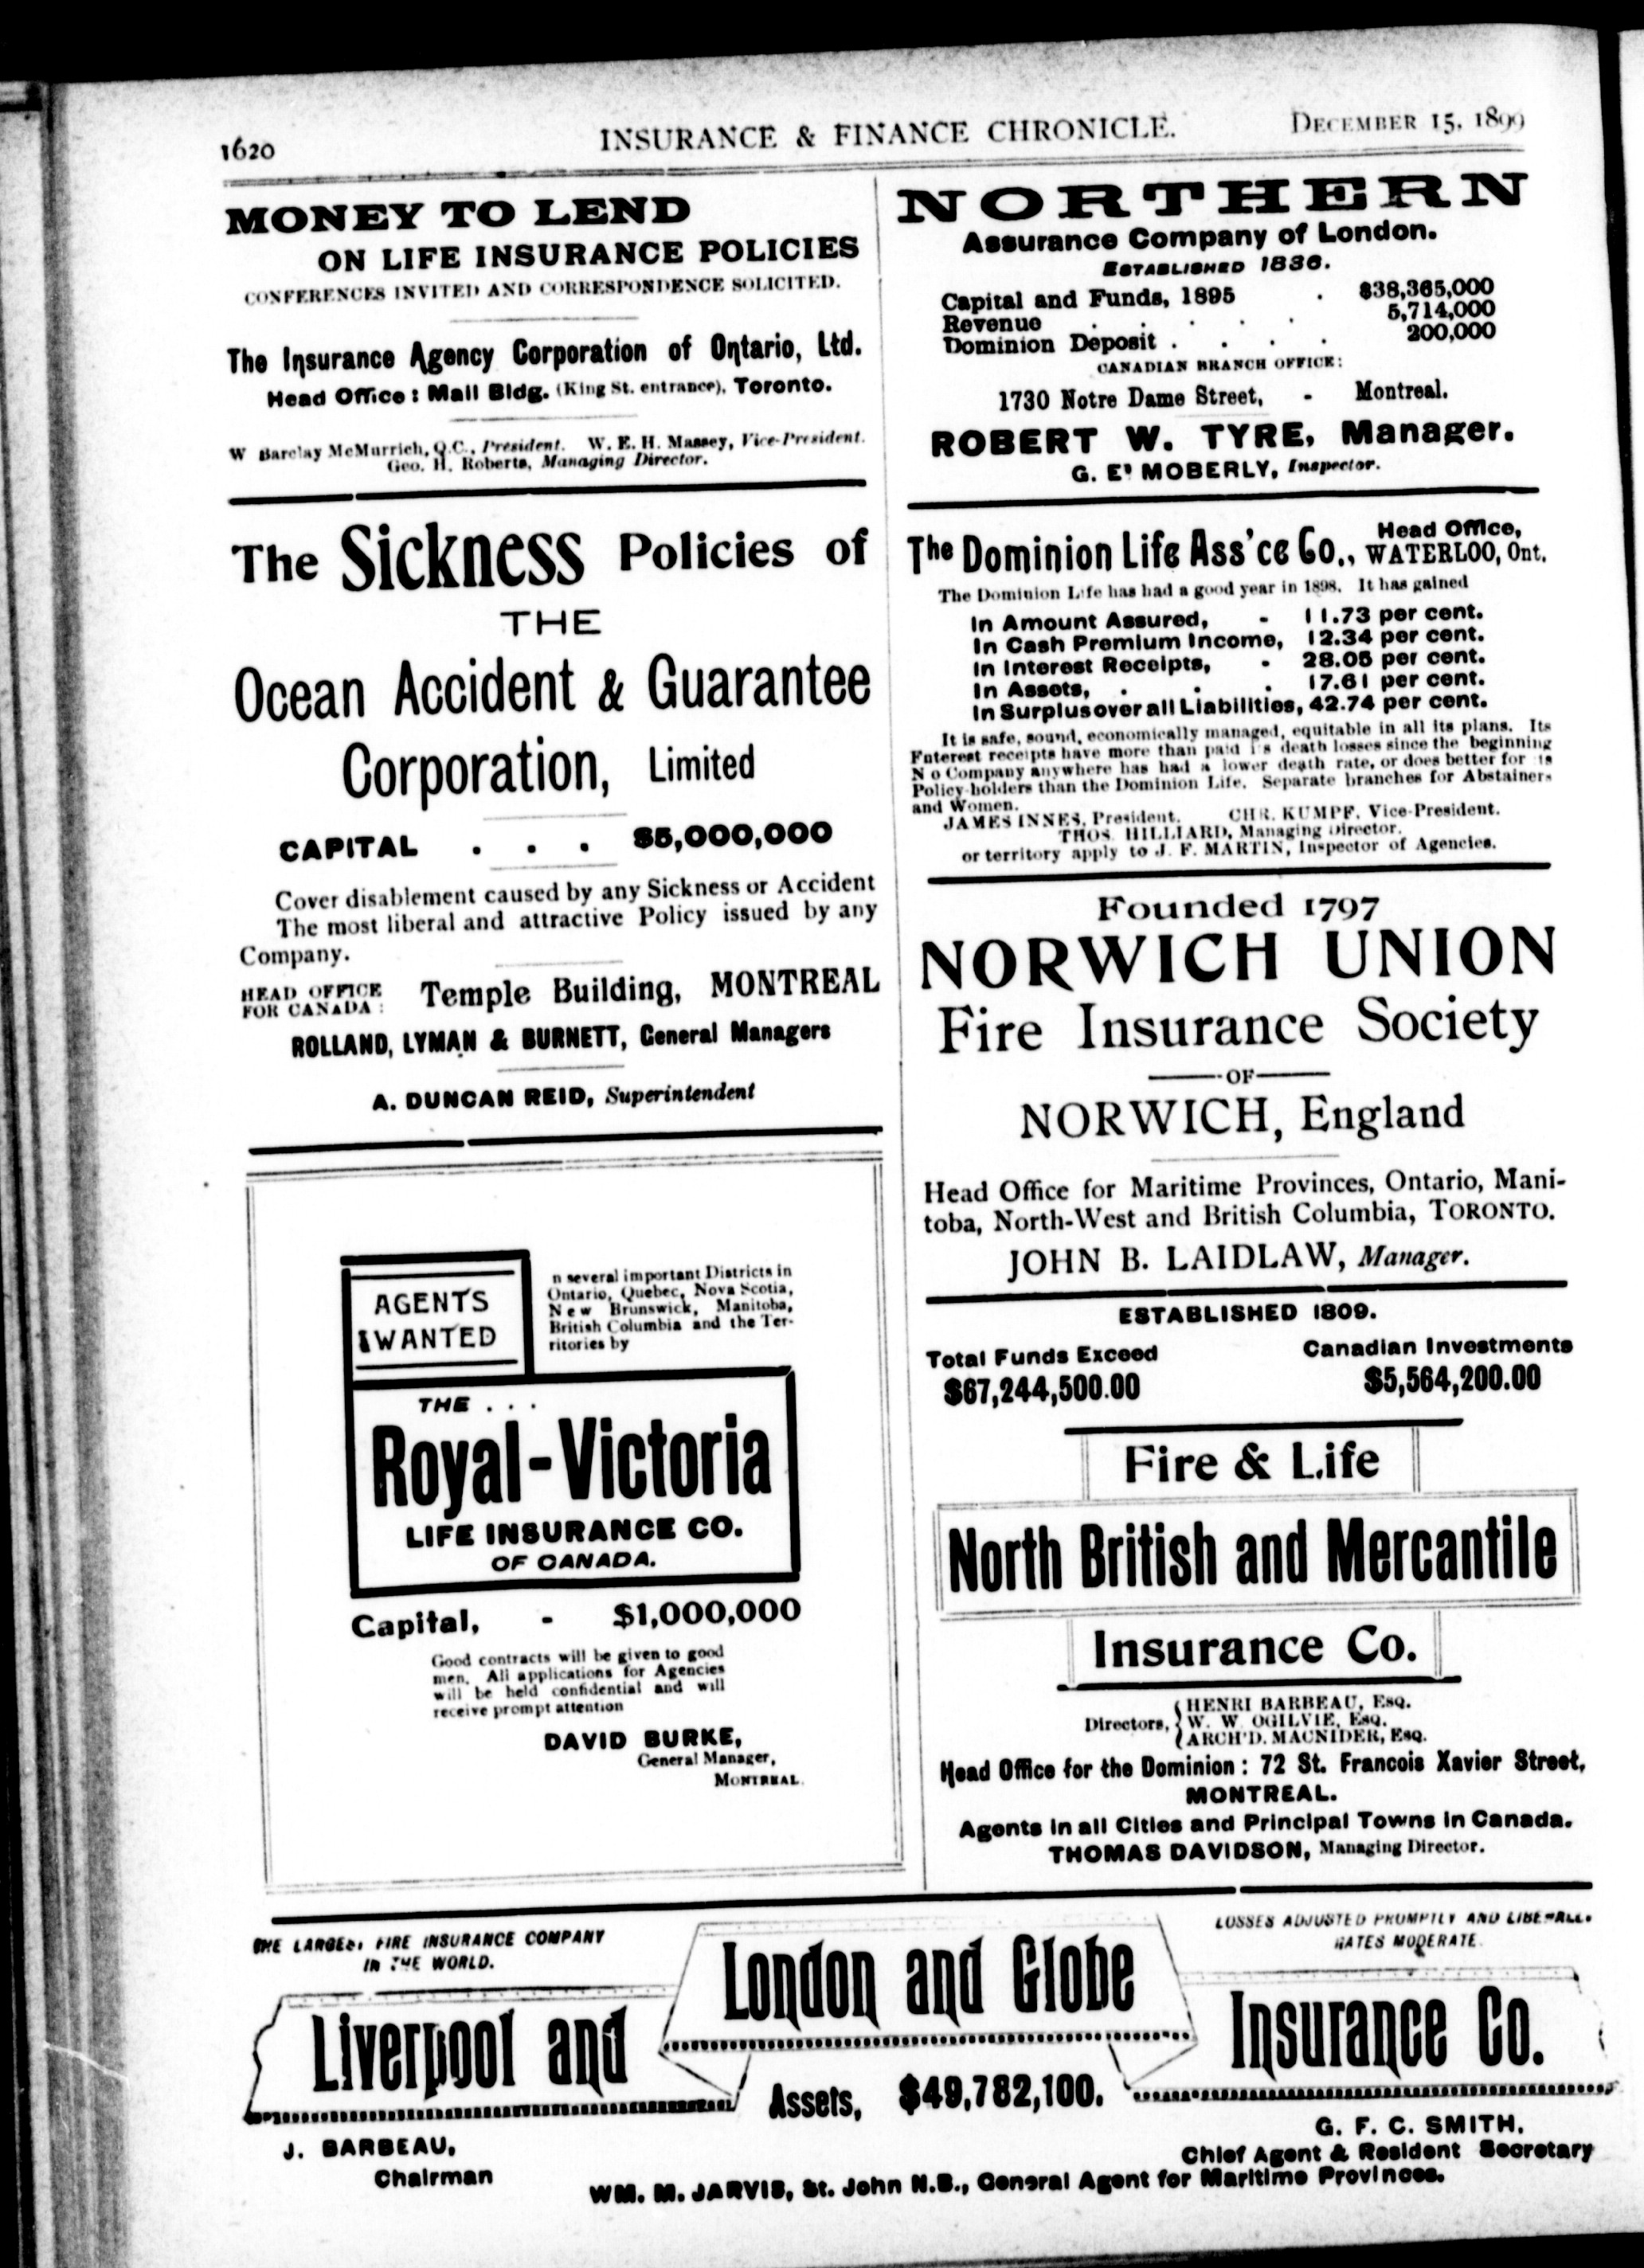 1620
INSURANCE & FINANCE CHRONICLE.
DECEMBER 15, 1899
MONEY TO LEND
ON LIFE INSURANCE POLICIES
CONFERENCES INVITED AND CORRESPONDENCE SOLICITED.
The Insurance Agency Corporation of Ontario, Ltd.
Head Office : Mail Bldg. (King St. entrance), Toronto.
W Barclay McMurrich, Q.C., President. W. E. H. Massey, Vice-President.
Geo. H. Roberts, Managing Director.
The Sickness Policies of
THE
Ocean Accident & Guarantee
Corporation, Limited
CAPITAL . . . $5,000,000
Cover disablement caused by any Sickness or Accident
The most liberal and attractive Policy issued by any
Company.
HEAD OFFICE
FOR CANADA :
Temple Building, MONTREAL
ROLLAND, LYMAN & BURNETT, General Managers
A. DUNCAN REID, Superintendent
AGENTS
WANTED
n several important Districts in
Ontario, Quebec, Nova Scotia,
New Brunswick, Manitoba,
British Columbia and the Ter-
ritories by
THE . . .
Royal-Victoria
LIFE INSURANCE CO.
OF CANADA.
Capital, - $1,000,000
Good contracts will be given to good
men. All applications for Agencies
will be held confidential and will
receive prompt attention
DAVID BURKE,
General Manager,
MONTREAL.
NORTHERN
Assurance Company of London.
ESTABLISHED 1836.
Capital and Funds, 1895 . $38,365,000
Revenue . . . . . 5,714,000
Dominion Deposit . . . . 200,000
CANADIAN BRANCH OFFICE:
1730 Notre Dame Street, - Montreal.
ROBERT W. TYRE, Manager.
G. E' MOBERLY, Inspector.
The Dominion Life Ass'ce Co., Head Office,
WATERLOO, Ont.
The Dominion Life has had a good year in 1898. It has gained
In Amount Assured, - 11.73 per cent.
In Cash Premium Income, 12.34 per cent.
In Interest Receipts, - 28.05 per cent.
In Assets, . . . 17.61 per cent.
In Surplus over all Liabilities, 42.74 per cent.
It is safe, sound, economically managed, equitable in all its plans. Its
Fnterest receipts have more than paid i s death losses since the beginning
N o Company anywhere has had a lower death rate, or does better for is
Policy-holders than the Dominion Life. Separate branches for Abstainers
and Women.
JAMES INNES, President. CHR. KUMPF, Vice-President.
THOS. HILLIARD, Managing Director.
or territory apply to J. F. MARTIN, Inspector of Agencies.
Founded 1797
NORWICH UNION
Fire Insurance Society
OF
NORWICH, England
Head Office for Maritime Provinces, Ontario, Mani-
toba, North-West and British Columbia, TORONTO.
JOHN B. LAIDLAW, Manager.
ESTABLISHED 1809.
Total Funds Exceed
$67,244,500.00
Canadian Investments
$5,564,200.00
Fire & Life
North British and Mercantile
Insurance Co.
Directors,
HENRI BARBEAU, ESQ.
W. W. OGILVIE, ESQ.
ARCH'D. MACNIDER, ESQ.
Head Office for the Dominion : 72 St. Francois Xavier Street,
MONTREAL.
Agents in all Cities and Principal Towns in Canada.
THOMAS DAVIDSON, Managing Director.
THE LARGEST FIRE INSURANCE COMPANY
IN THE WORLD.
LOSSES ADJUSTED PROMPTLY AND LIBERALLY.
RATES MODERATE.
Liverpool and
London and Globe
Insurance Co.
Assets, $49,782,100.
J. BARBEAU,
Chairman
G. F. C. SMITH,
Chief Agent & Resident Secretary
WM. M. JARVIS, St. John N.B., General Agent for Maritime Provinces.